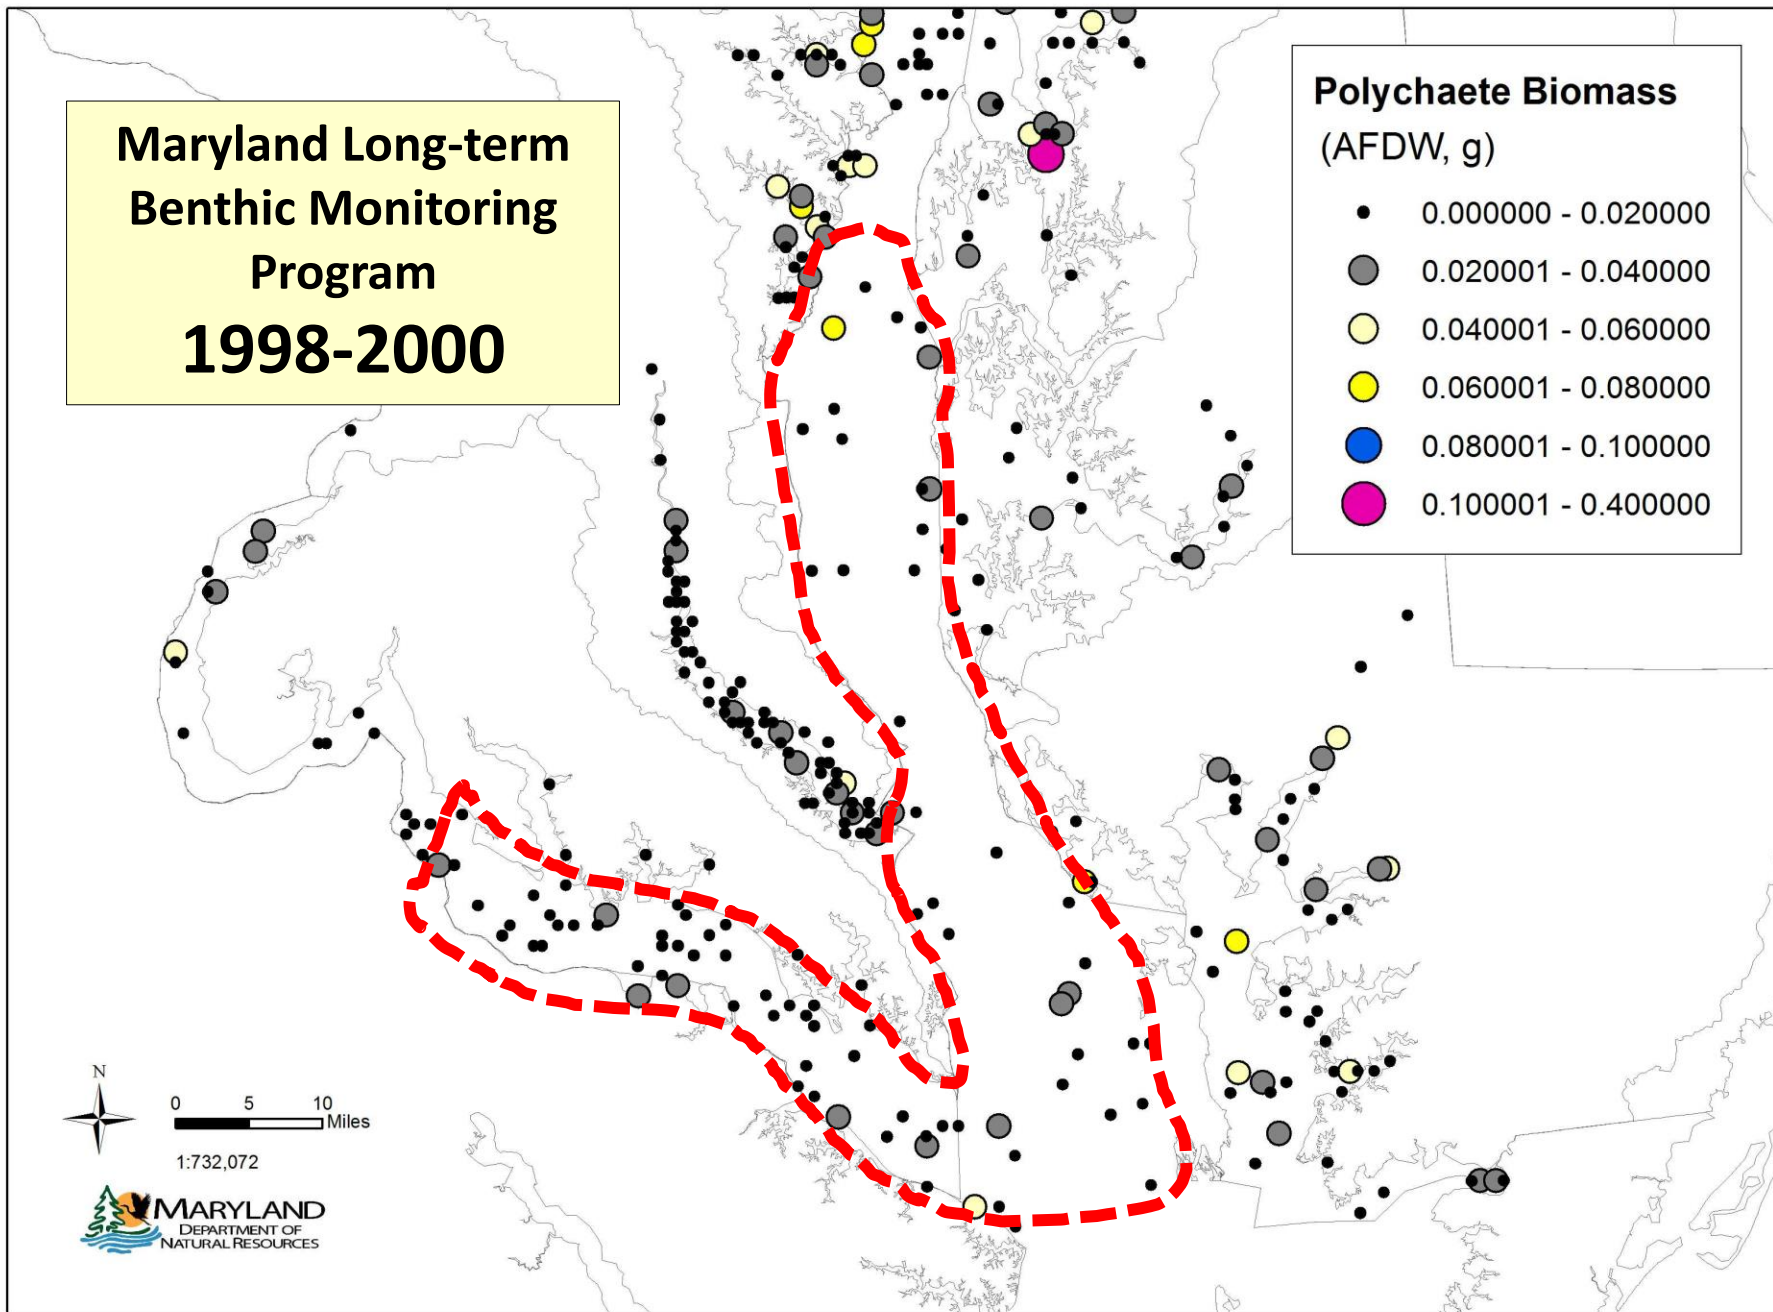 Maryland Long-term
Benthic Monitoring
Program
1998-2000
Polychaete Biomass
(AFDW, g)
0.000000 - 0.020000
0.020001 - 0.040000
0.040001 - 0.060000
0.060001 - 0.080000
0.080001 - 0.100000
0.100001 - 0.400000
N
0 5 10
Miles
1:732,072
MARYLAND
DEPARTMENT OF
NATURAL RESOURCES